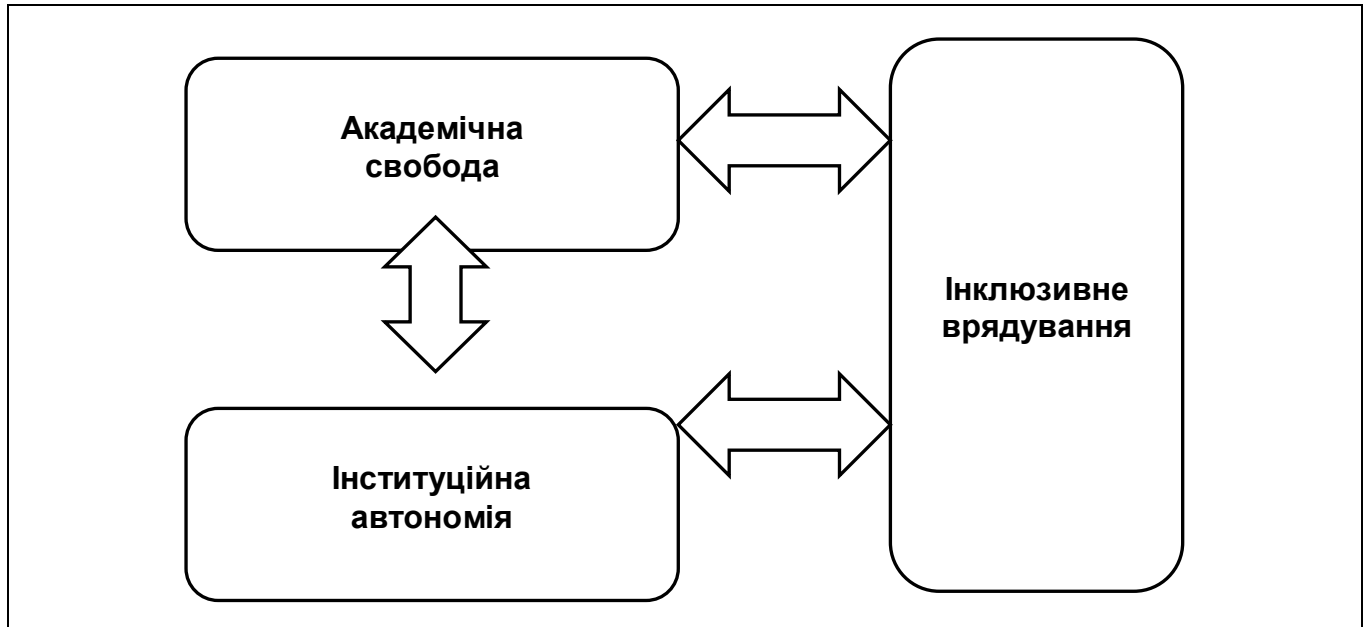 Академічна
свобода
Інституційна
автономія
Інклюзивне
врядування